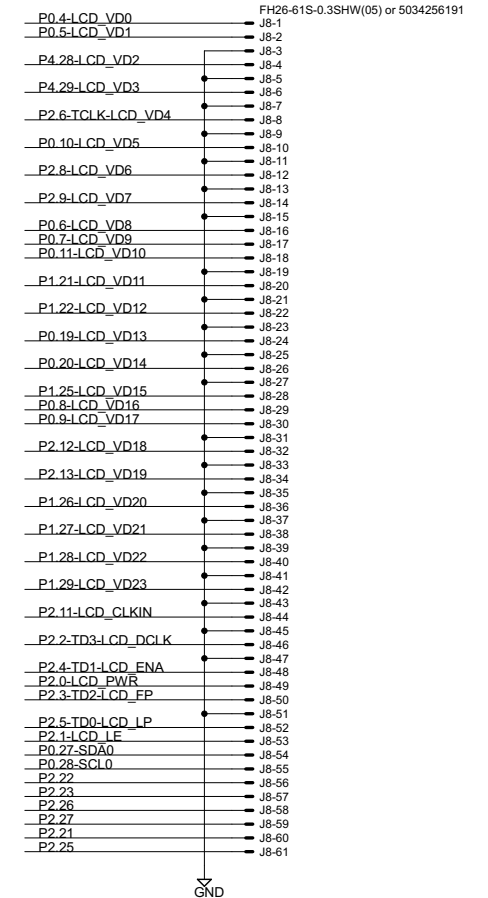 FH26-61S-0.3SHW(05) or 5034256191
P0.4-LCD_VD0 J8-1
P0.5-LCD_VD1 J8-2
J8-3
P4.28-LCD_VD2 J8-4
J8-5
P4.29-LCD_VD3 J8-6
J8-7
P2.6-TCLK-LCD_VD4 J8-8
J8-9
P0.10-LCD_VD5 J8-10
J8-11
P2.8-LCD_VD6 J8-12
J8-13
P2.9-LCD_VD7 J8-14
J8-15
P0.6-LCD_VD8 J8-16
P0.7-LCD_VD9 J8-17
P0.11-LCD_VD10 J8-18
J8-19
P1.21-LCD_VD11 J8-20
J8-21
P1.22-LCD_VD12 J8-22
J8-23
P0.19-LCD_VD13 J8-24
J8-25
P0.20-LCD_VD14 J8-26
J8-27
P1.25-LCD_VD15 J8-28
P0.8-LCD_VD16 J8-29
P0.9-LCD_VD17 J8-30
J8-31
P2.12-LCD_VD18 J8-32
J8-33
P2.13-LCD_VD19 J8-34
J8-35
P1.26-LCD_VD20 J8-36
J8-37
P1.27-LCD_VD21 J8-38
J8-39
P1.28-LCD_VD22 J8-40
J8-41
P1.29-LCD_VD23 J8-42
J8-43
P2.11-LCD_CLKIN J8-44
J8-45
P2.2-TD3-LCD_DCLK J8-46
J8-47
P2.4-TD1-LCD_ENA J8-48
P2.0-LCD_PWR J8-49
P2.3-TD2-LCD_FP J8-50
J8-51
P2.5-TD0-LCD_LP J8-52
P2.1-LCD_LE J8-53
P0.27-SDA0 J8-54
P0.28-SCL0 J8-55
P2.22 J8-56
P2.23 J8-57
P2.26 J8-58
P2.27 J8-59
P2.21 J8-60
P2.25 J8-61
GND